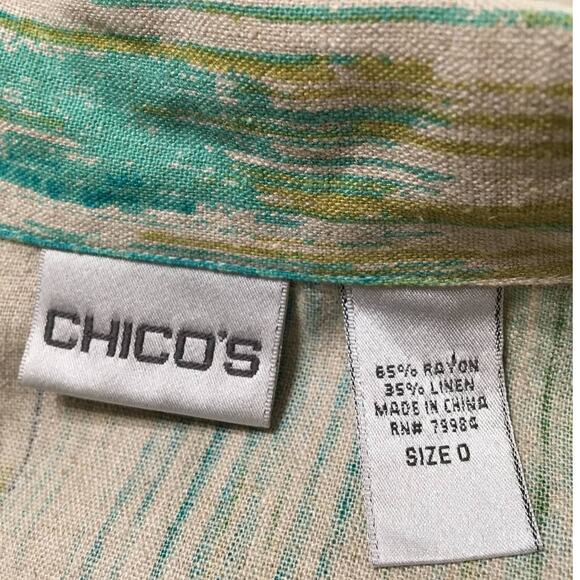 CHICO'S
65% RAYON
35% LINEN
MADE IN CHINA
RN# 79984
SIZE 0